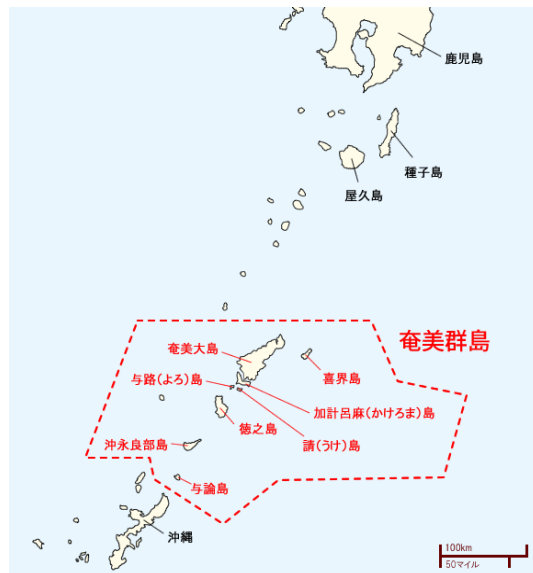 鹿児島
種子島
屋久島
奄美群島
奄美大島
喜界島
与路(よろ)島
加計呂麻(かけろま)島
徳之島
請(うけ)島
沖永良部島
与論島
沖縄
100km
50マイル